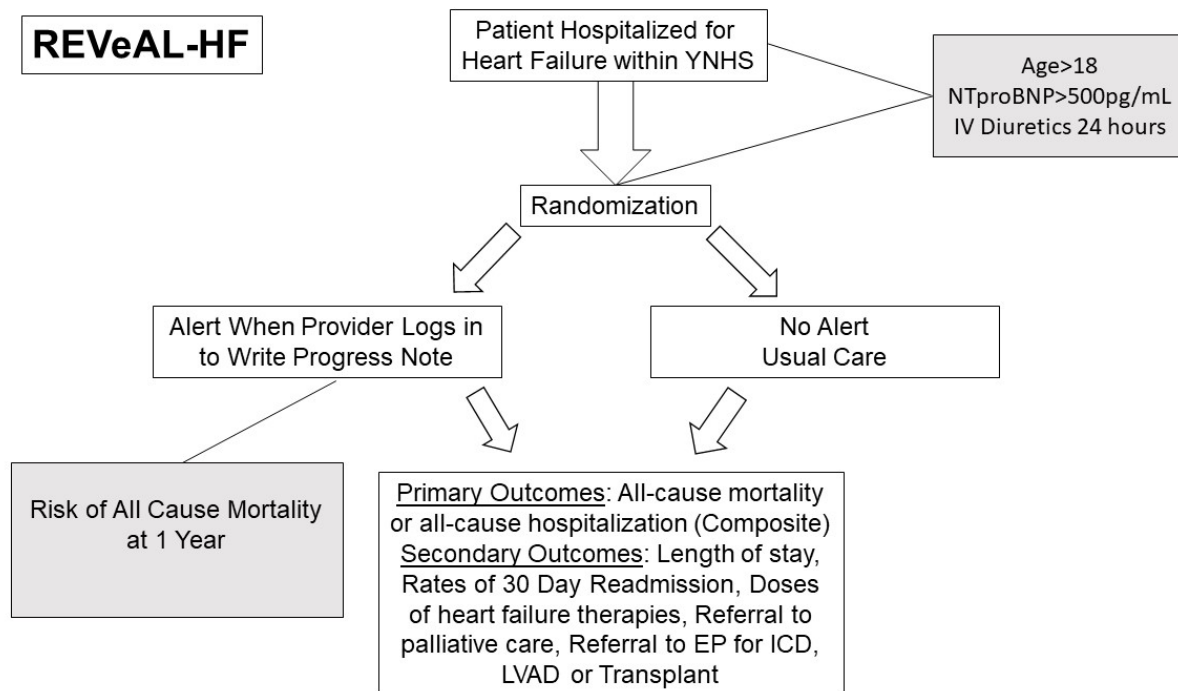 REVeAL-HF
Patient Hospitalized for
Heart Failure within YNHS
Age>18
NTproBNP>500pg/mL
IV Diuretics 24 hours
Randomization
Alert When Provider Logs in
to Write Progress Note
No Alert
Usual Care
Risk of All Cause Mortality
at 1 Year
Primary Outcomes: All-cause mortality
or all-cause hospitalization (Composite)
Secondary Outcomes: Length of stay,
Rates of 30 Day Readmission, Doses
of heart failure therapies, Referral to
palliative care, Referral to EP for ICD,
LVAD or Transplant